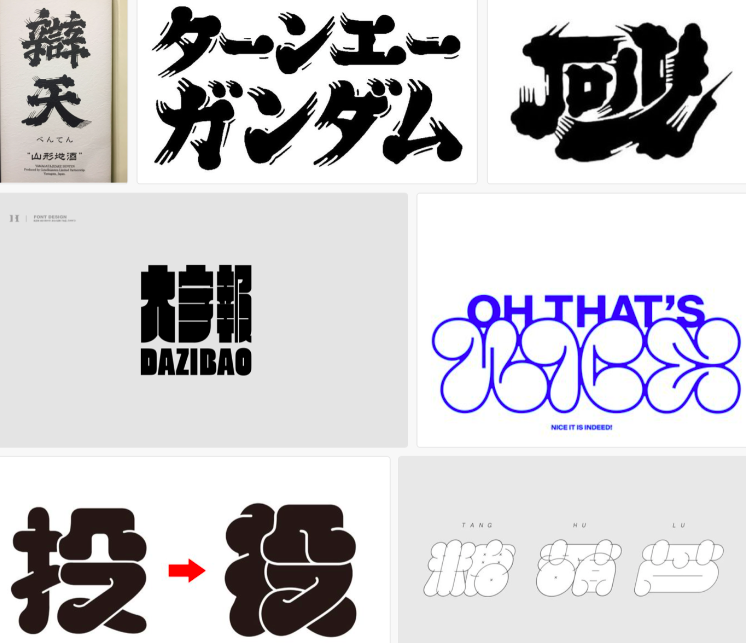 辯天
べんてん
"山形地酒"
ターンエー
ガンダム
H FONT DESIGN
大字報
DAZIBAO
OH THAT'S
NICE
NICE IT IS INDEED!
投 投
TANG HU LU
糖 葫 芦